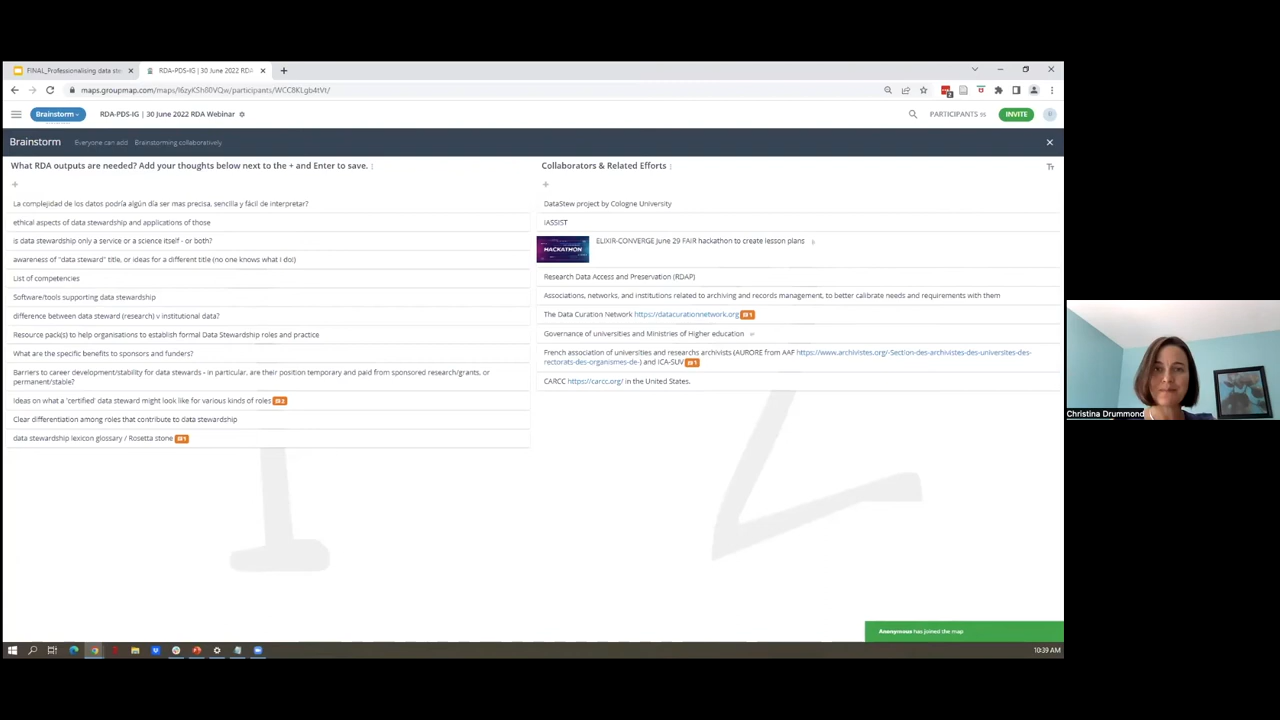 FINAL_Professionalising data ste
RDA-PDS-IG | 30 June 2022 RDA
maps.groupmap.com/maps/l6zyKSh80VQw/participants/WCC8KLgb4tVt/
Brainstorm
RDA-PDS-IG | 30 June 2022 RDA Webinar
PARTICIPANTS 55
INVITE
Brainstorm
Everyone can add
Brainstorming collaboratively
What RDA outputs are needed? Add your thoughts below next to the + and Enter to save.
+
La complejidad de los datos podría algún día ser mas precisa, sencilla y fácil de interpretar?
ethical aspects of data stewardship and applications of those
is data stewardship only a service or a science itself - or both?
awareness of "data steward" title, or ideas for a different title (no one knows what I do!)
List of competencies
Software/tools supporting data stewardship
difference between data steward (research) v institutional data?
Resource pack(s) to help organisations to establish formal Data Stewardship roles and practice
What are the specific benefits to sponsors and funders?
Barriers to career development/stability for data stewards - in particular, are their position temporary and paid from sponsored research/grants, or
permanent/stable?
Ideas on what a 'certified' data steward might look like for various kinds of roles 2
Clear differentiation among roles that contribute to data stewardship
data stewardship lexicon glossary / Rosetta stone 1
Collaborators & Related Efforts
+
DataStew project by Cologne University
IASSIST
HACKATHON
ELIXIR-CONVERGE June 29 FAIR hackathon to create lesson plans
Research Data Access and Preservation (RDAP)
Associations, networks, and institutions related to archiving and records management, to better calibrate needs and requirements with them
The Data Curation Network https://datacurationnetwork.org 1
Governance of universities and Ministries of Higher education
French association of universities and researchs archivists (AURORE from AAF https://www.archivistes.org/-Section-des-archivistes-des-universites-des-
rectorats-des-organismes-de-) and ICA-SUV 1
CARCC https://carcc.org/ in the United States.
1
2
Anonymous has joined the map
10:39 AM
Christina Drummond